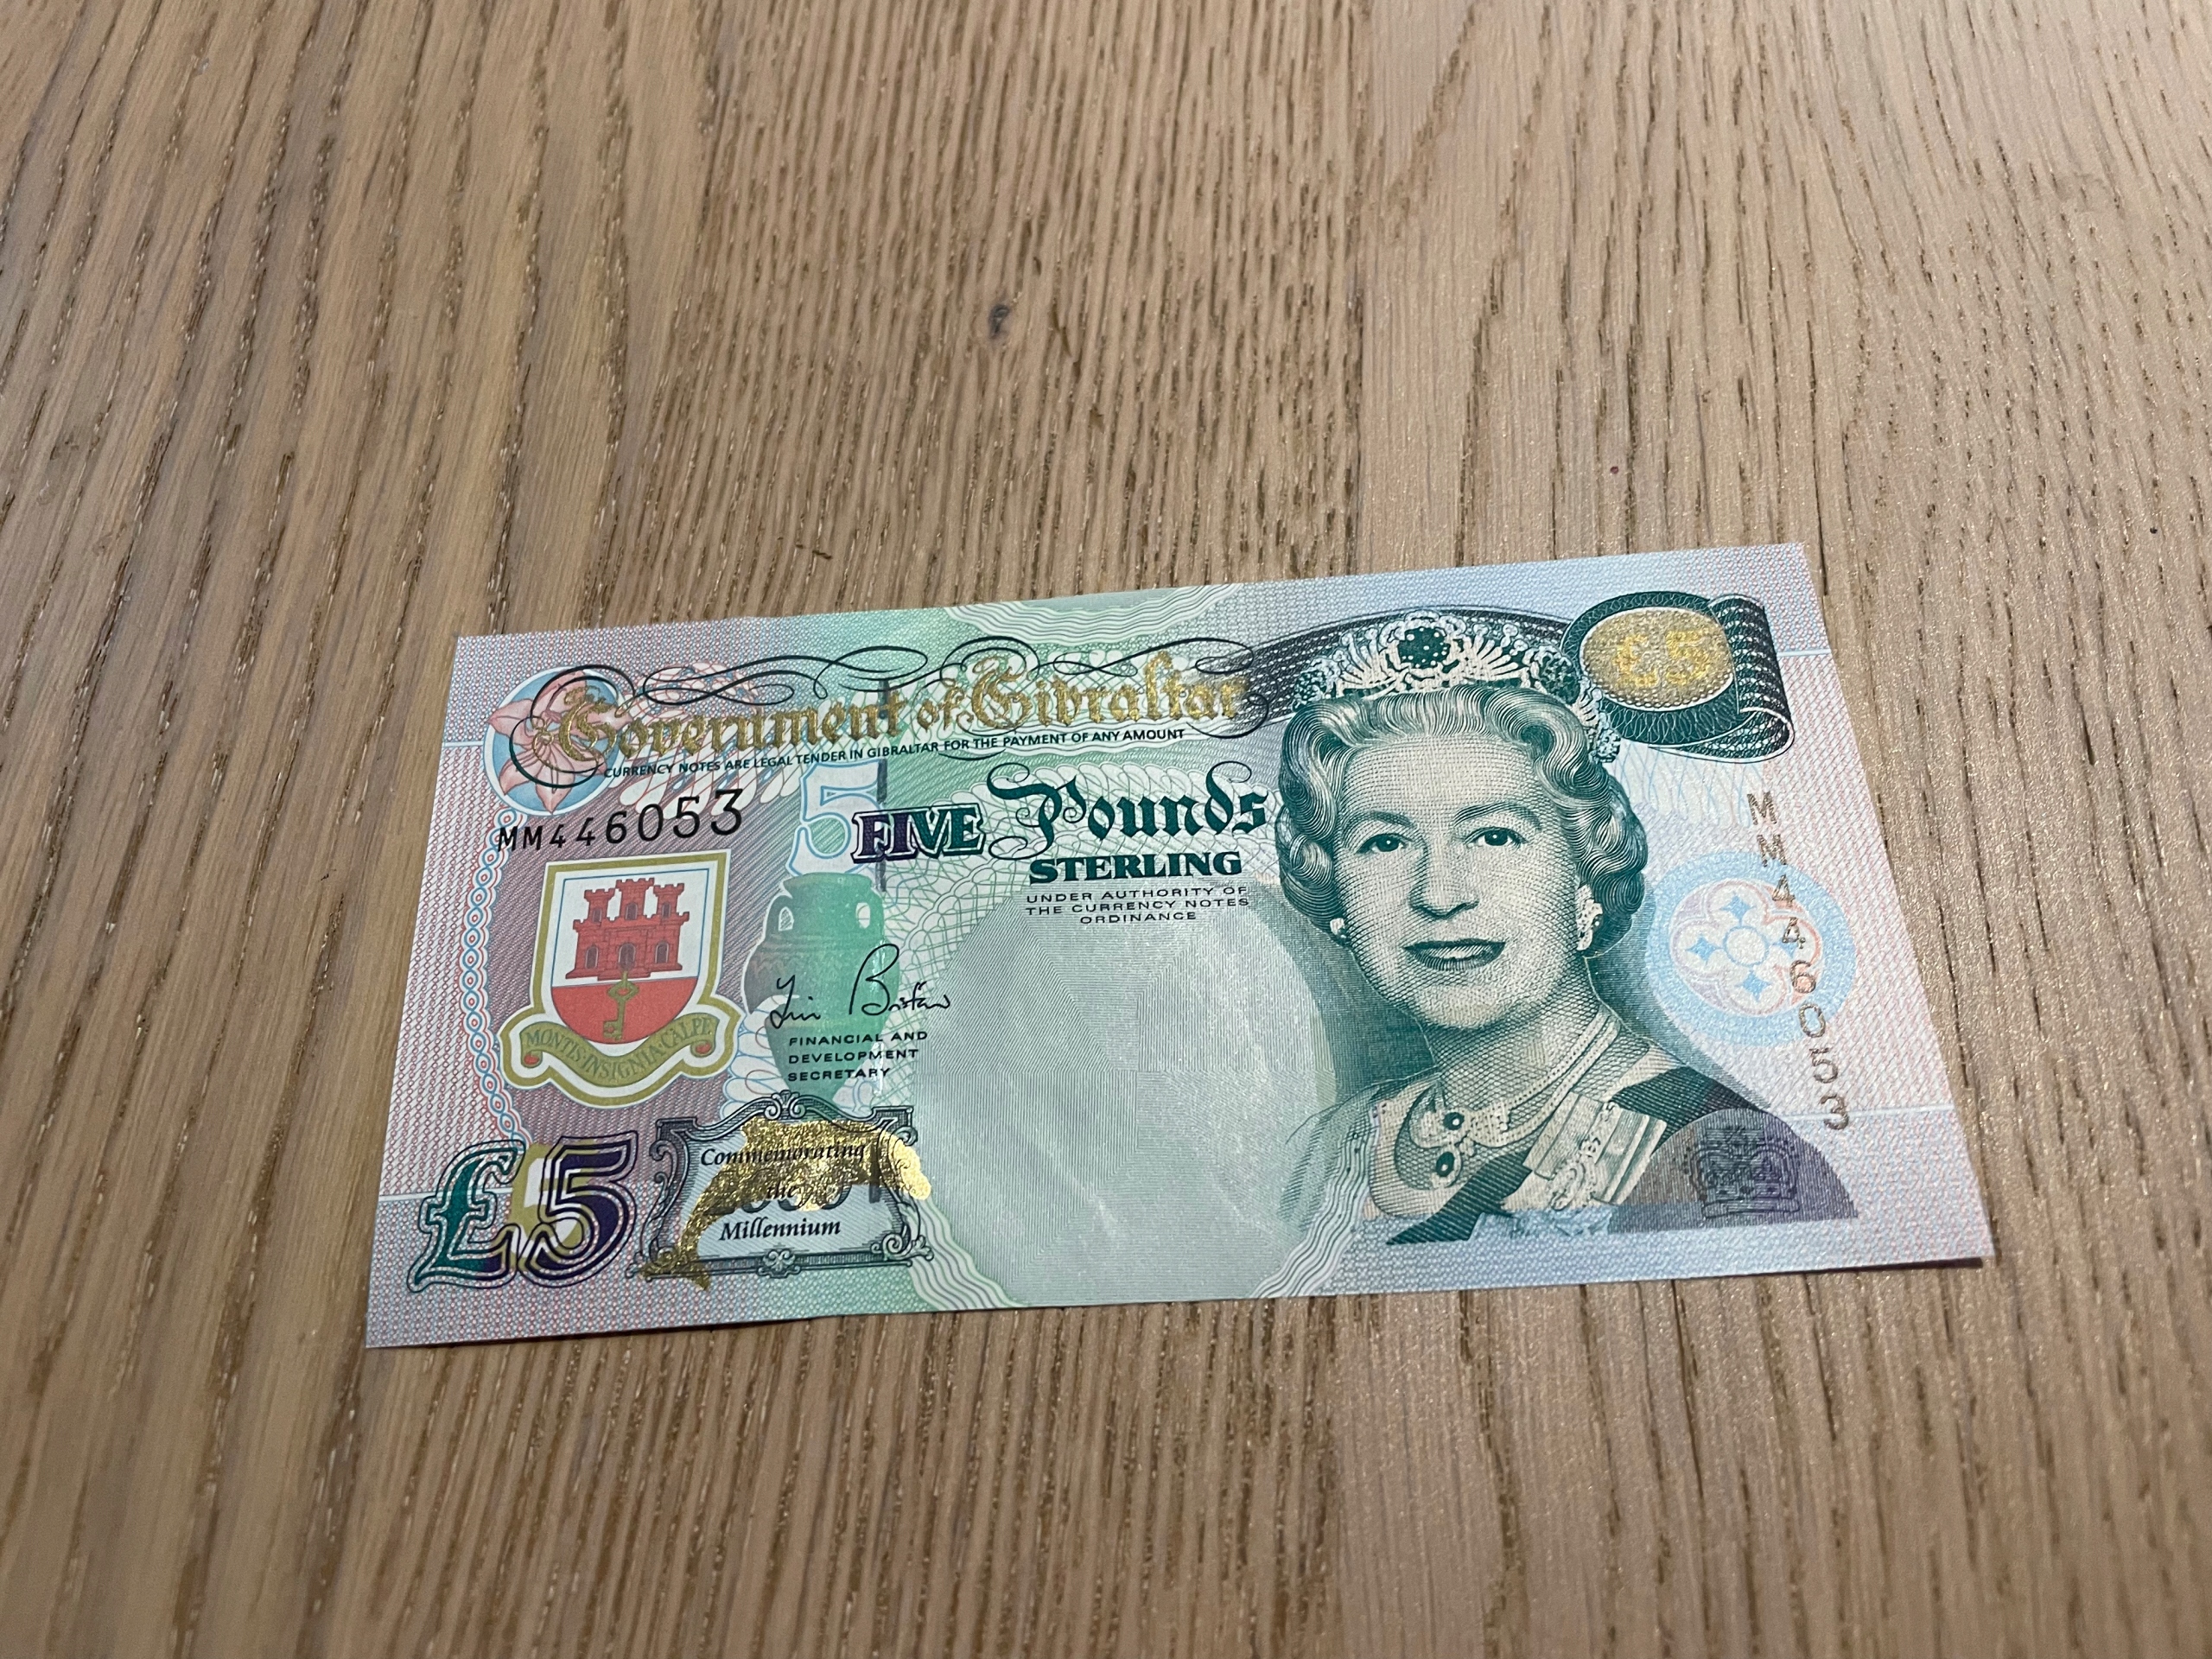 Government of Gibraltar
CURRENCY NOTES ARE LEGAL TENDER IN GIBRALTAR FOR THE PAYMENT OF ANY AMOUNT
£5
MM446053
5
FIVE Pounds
STERLING
UNDER AUTHORITY OF
THE CURRENCY NOTES
ORDINANCE
MM446053
MONTIS·INSIGNIA·CALPE
FINANCIAL AND
DEVELOPMENT
SECRETARY
£5
Commemorating
the
2000
Millennium